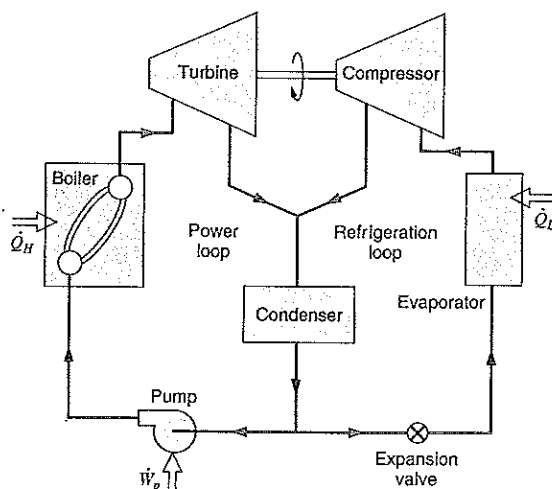 Turbine
Compressor
Boiler
Q̇H
Power
loop
Refrigeration
loop
Q̇L
Evaporator
Condenser
Pump
Ẇp
Expansion
valve